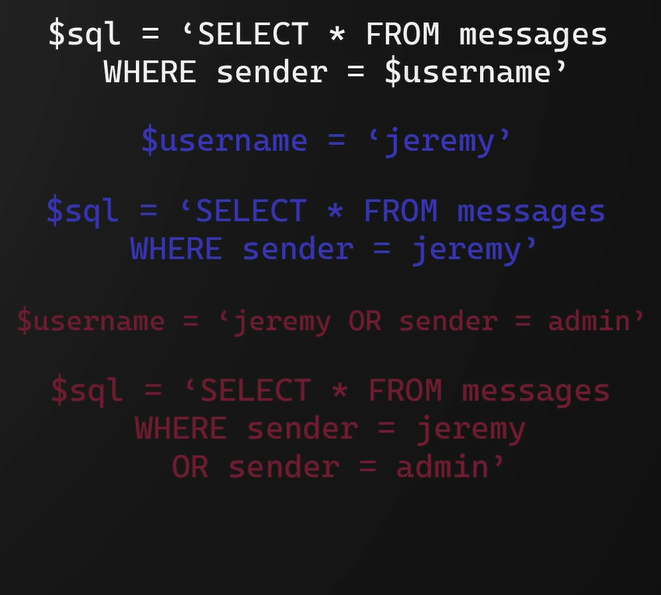 $sql = ‘SELECT * FROM messages
WHERE sender = $username’
$username = ‘jeremy’
$sql = ‘SELECT * FROM messages
WHERE sender = jeremy’
$username = ‘jeremy OR sender = admin’
$sql = ‘SELECT * FROM messages
WHERE sender = jeremy
OR sender = admin’